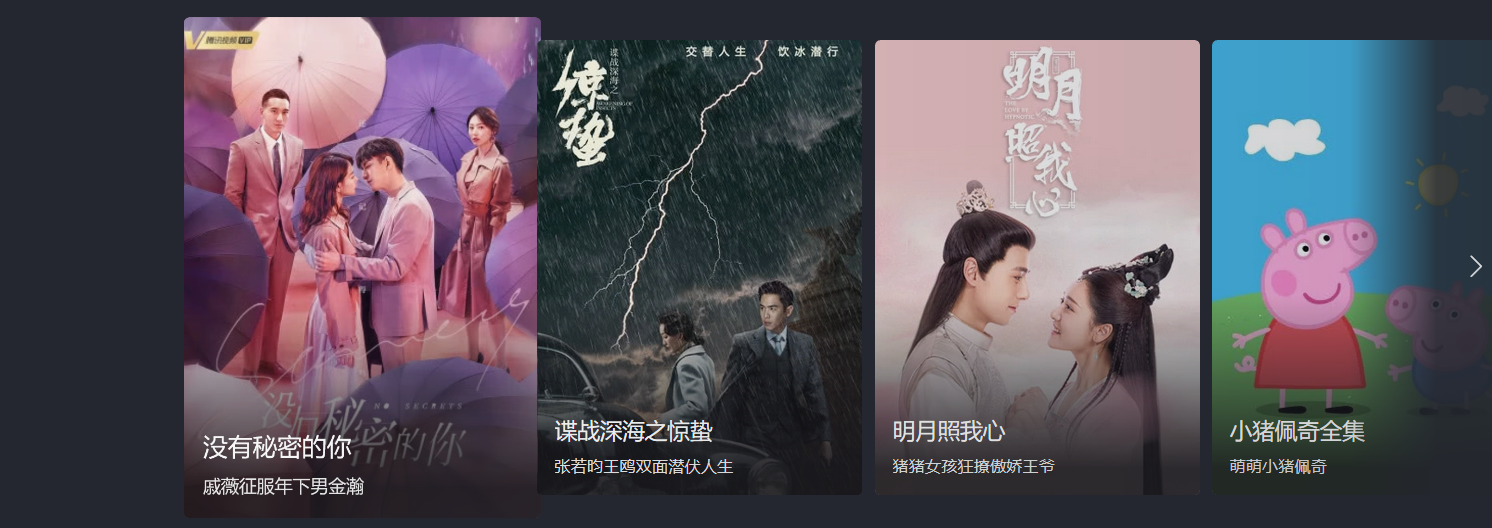 腾讯视频 VIP
没有秘密的你
NO SECRETS
没有秘密的你
戚薇征服年下男金瀚
交替人生 饮冰潜行
谍战深海之
惊蛰
AWAKENING OF
INSECTS
谍战深海之惊蛰
张若昀王鸥双面潜伏人生
明月照我心
THE
LOVE BY
HYPNOTIC
明月照我心
猪猪女孩狂撩傲娇王爷
小猪佩奇全集
萌萌小猪佩奇